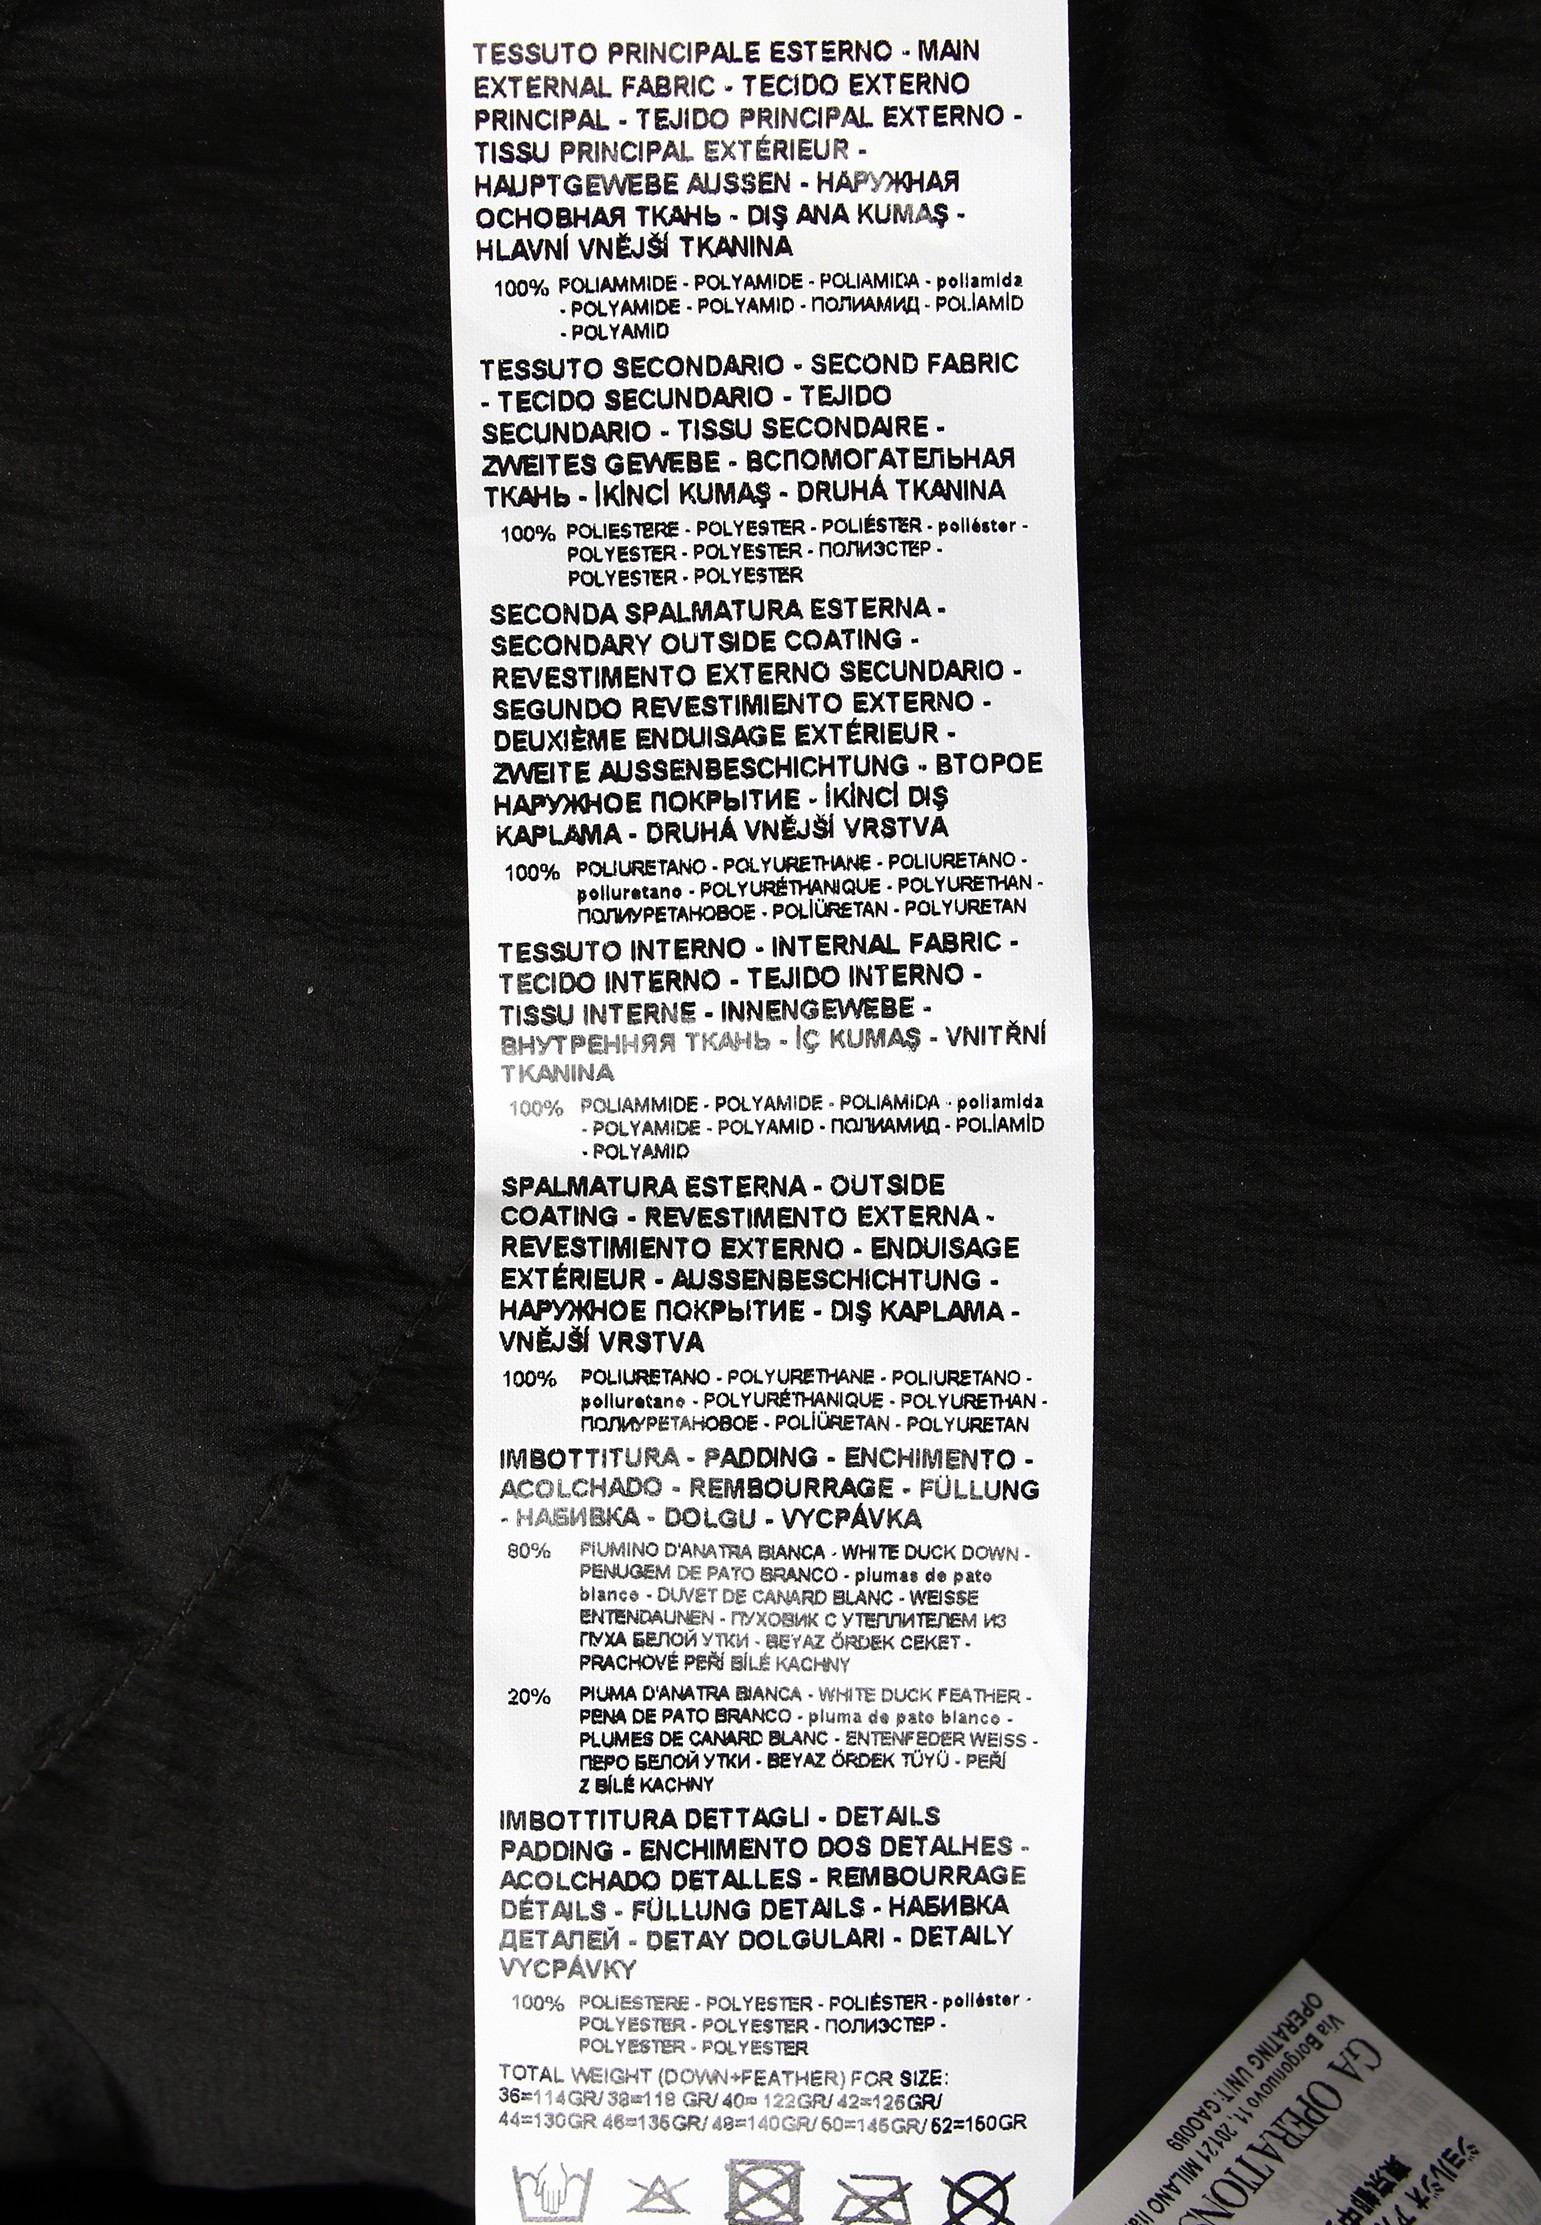 TESSUTO PRINCIPALE ESTERNO - MAIN
EXTERNAL FABRIC - TECIDO EXTERNO
PRINCIPAL - TEJIDO PRINCIPAL EXTERNO -
TISSU PRINCIPAL EXTÉRIEUR -
HAUPTGEWEBE AUSSEN - НАРУЖНАЯ
ОСНОВНАЯ ТКАНЬ - DIŞ ANA KUMAŞ -
HLAVNÍ VNĚJŠÍ TKANINA
100% POLIAMMIDE - POLYAMIDE - POLIAMIDA - poliamida
- POLYAMIDE - POLYAMID - ПОЛИАМИД - POLİAMİD
- POLYAMID
TESSUTO SECONDARIO - SECOND FABRIC
- TECIDO SECUNDARIO - TEJIDO
SECUNDARIO - TISSU SECONDAIRE -
ZWEITES GEWEBE - ВСПОМОГАТЕЛЬНАЯ
ТКАНЬ - İKİNCİ KUMAŞ - DRUHÁ TKANINA
100% POLIESTERE - POLYESTER - POLIÉSTER - poliéster -
POLYESTER - POLYESTER - ПОЛИЭСТЕР -
POLYESTER - POLYESTER
SECONDA SPALMATURA ESTERNA -
SECONDARY OUTSIDE COATING -
REVESTIMENTO EXTERNO SECUNDARIO -
SEGUNDO REVESTIMIENTO EXTERNO -
DEUXIÈME ENDUISAGE EXTÉRIEUR -
ZWEITE AUSSENBESCHICHTUNG - ВТОРОЕ
НАРУЖНОЕ ПОКРЫТИЕ - İKİNCİ DIŞ
KAPLAMA - DRUHÁ VNĚJŠÍ VRSTVA
100% POLIURETANO - POLYURETHANE - POLIURETANO -
poliuretano - POLYURÉTHANIQUE - POLYURETHAN -
ПОЛИУРЕТАНОВОЕ - POLİÜRETAN - POLYURETAN
TESSUTO INTERNO - INTERNAL FABRIC -
TECIDO INTERNO - TEJIDO INTERNO -
TISSU INTERNE - INNENGEWEBE -
ВНУТРЕННЯЯ ТКАНЬ - İÇ KUMAŞ - VNITŘNÍ
TKANINA
100% POLIAMMIDE - POLYAMIDE - POLIAMIDA - poliamida
- POLYAMIDE - POLYAMID - ПОЛИАМИД - POLİAMİD
- POLYAMID
SPALMATURA ESTERNA - OUTSIDE
COATING - REVESTIMENTO EXTERNA -
REVESTIMIENTO EXTERNO - ENDUISAGE
EXTÉRIEUR - AUSSENBESCHICHTUNG -
НАРУЖНОЕ ПОКРЫТИЕ - DIŞ KAPLAMA -
VNĚJŠÍ VRSTVA
100% POLIURETANO - POLYURETHANE - POLIURETANO -
poliuretano - POLYURÉTHANIQUE - POLYURETHAN -
ПОЛИУРЕТАНОВОЕ - POLİÜRETAN - POLYURETAN
IMBOTTITURA - PADDING - ENCHIMENTO -
ACOLCHADO - REMBOURRAGE - FÜLLUNG
- НАБИВКА - DOLGU - VYCPÁVKA
80% PIUMINO D'ANATRA BIANCA - WHITE DUCK DOWN -
PENUGEM DE PATO BRANCO - plumas de pato
blanco - DUVET DE CANARD BLANC - WEISSE
ENTENDAUNEN - ПУХОВИК С УТЕПЛИТЕЛЕМ ИЗ
ПУХА БЕЛОЙ УТКИ - BEYAZ ÖRDEK CEKET -
PRACHOVÉ PEŘÍ BÍLÉ KACHNY
20% PIUMA D'ANATRA BIANCA - WHITE DUCK FEATHER -
PENA DE PATO BRANCO - pluma de pato blanco -
PLUMES DE CANARD BLANC - ENTENFEDER WEISS -
ПЕРО БЕЛОЙ УТКИ - BEYAZ ÖRDEK TÜYÜ - PEŘÍ
Z BÍLÉ KACHNY
IMBOTTITURA DETTAGLI - DETAILS
PADDING - ENCHIMENTO DOS DETALHES -
ACOLCHADO DETALLES - REMBOURRAGE
DÉTAILS - FÜLLUNG DETAILS - НАБИВКА
ДЕТАЛЕЙ - DETAY DOLGULARI - DETAILY
VYCPÁVKY
100% POLIESTERE - POLYESTER - POLIÉSTER - poliéster -
POLYESTER - POLYESTER - ПОЛИЭСТЕР -
POLYESTER - POLYESTER
TOTAL WEIGHT (DOWN+FEATHER) FOR SIZE:
36=114GR/ 38=118 GR/ 40= 122GR/ 42=126GR/
44=130GR 46=135GR/ 48=140GR/ 50=145GR/ 52=150GR
GA OPERATIONS
Via Borgonuovo 11, 20121 MILANO
OPERATING UNIT: GAO089